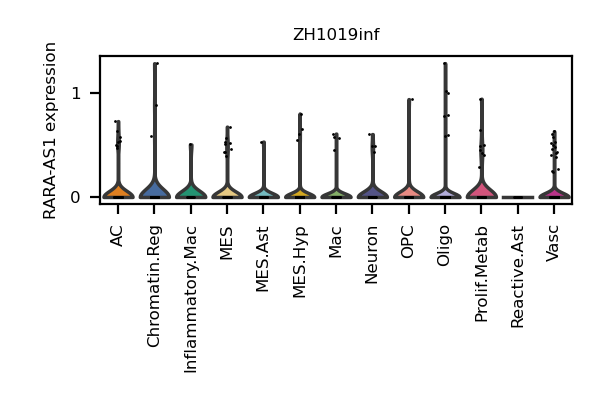 ZH1019inf
RARA-AS1 expression
1
0
AC
Chromatin.Reg
Inflammatory.Mac
MES
MES.Ast
MES.Hyp
Mac
Neuron
OPC
Oligo
Prolif.Metab
Reactive.Ast
Vasc